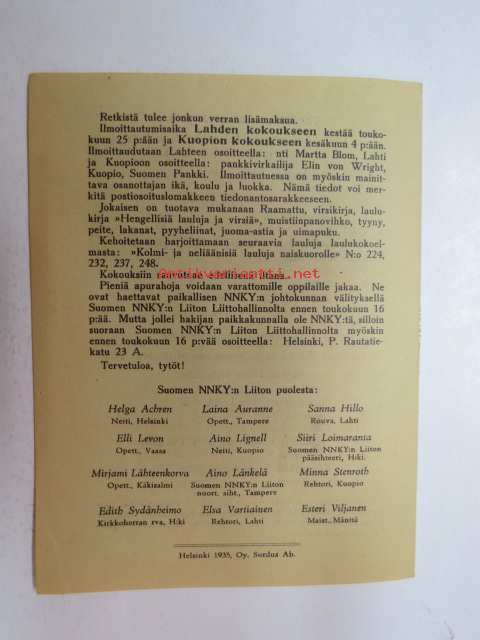 Retkistä tulee jonkun verran lisämaksua.
Ilmoittautumisaika Lahden kokoukseen kestää touko-
kuun 25 p:ään ja Kuopion kokoukseen kesäkuun 4 p:ään.
Ilmoittaudutaan Lahteen osoitteella: nti Martta Blom, Lahti
ja Kuopioon osoitteella: pankkivirkailija Elin von Wright,
Kuopio, Suomen Pankki. Ilmoittautuessa on myöskin mainit-
tava osanottajan ikä, koulu ja luokka. Nämä tiedot voi mer-
kitä postiosoituslomakkeen tiedonantosarakkeeseen.
Jokaisen on tuotava mukanaan Raamattu, virsikirja, laulu-
kirja »Hengellisiä lauluja ja virsiä», muistiinpanovihko, tyyny,
peite, lakanat, pyyheliinat, juoma-astia ja uimapuku.
Kehoitetaan harjoittamaan seuraavia lauluja laulukokoel-
masta: »Kolmi- ja neliäänisiä lauluja naiskuorolle» N:o 224,
232, 237, 248.
Kokouksiin edellisenä iltana.
Antikvariaatti.net
Pieniä apurahoja voidaan varattomille oppilaille jakaa. Ne
ovat haettavat paikallisen NNKY:n johtokunnan välityksellä
Suomen NNKY:n Liiton Liittohallinnolta ennen toukokuun 16
p:ää. Mutta jollei hakijan paikkakunnalla ole NNKY:tä, silloin
suoraan Suomen NNKY:n Liiton Liittohallinnolta myöskin
ennen toukokuun 16 p:vää osoitteella: Helsinki, P. Rautatie-
katu 23 A.
Tervetuloa, tytöt!
Suomen NNKY:n Liiton puolesta:
Helga Achren Laina Auranne Sanna Hillo
Neiti, Helsinki Opett., Tampere Rouva, Lahti
Elli Levon Aino Lignell Siiri Loimaranta
Opett., Vaasa Neiti, Kuopio Suomen NNKY:n Liiton
pääsihteeri, H:ki.
Mirjami Lähteenkorva Aino Länkelä Minna Stenroth
Opett., Käkisalmi Suomen NNKY:n Liiton Rehtori, Kuopio
nuort. siht., Tampere
Edith Sydänheimo Elsa Vartiainen Esteri Viljanen
Kirkkoherran rva, H:ki Rehtori, Lahti Maist., Mänttä
Helsinki 1935, Oy. Surdus Ab.